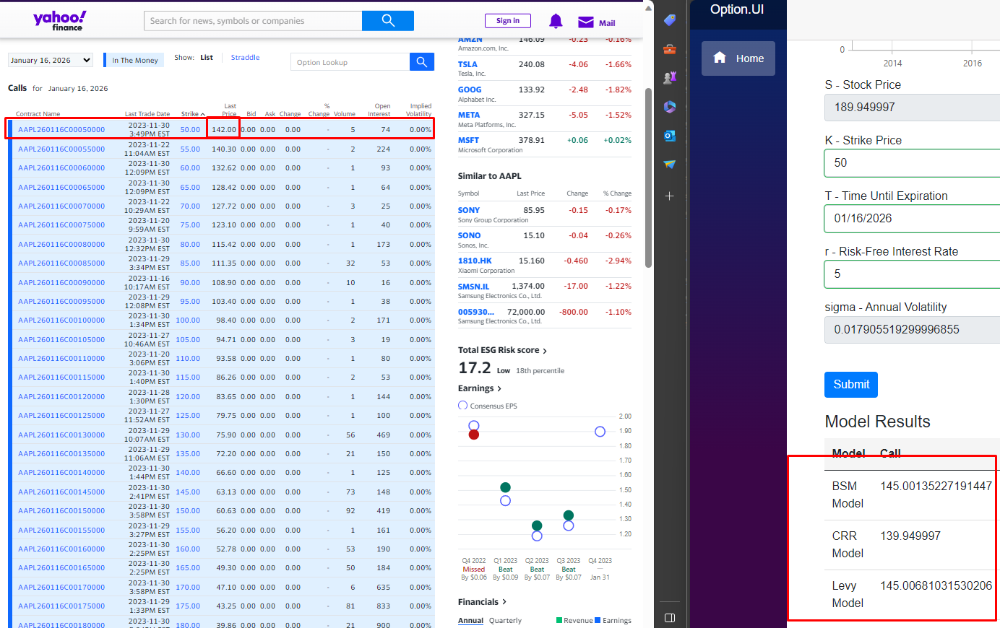 yahoo!
finance
Search for news, symbols or companies
Sign in
Mail
January 16, 2026
In The Money
Show: List Straddle
Option Lookup
Calls for January 16, 2026
Contract Name Last Trade Date Strike Last Price Bid Ask Change % Change Volume Open Interest Implied Volatility
AAPL260116C00050000 2023-11-30 3:49PM EST 50.00 142.00 0.00 0.00 0.00 - 5 74 0.00%
AAPL260116C00055000 2023-11-22 11:04AM EST 55.00 140.30 0.00 0.00 0.00 - 2 224 0.00%
AAPL260116C00060000 2023-11-30 12:09PM EST 60.00 132.62 0.00 0.00 0.00 - 1 93 0.00%
AAPL260116C00065000 2023-11-30 12:09PM EST 65.00 128.42 0.00 0.00 0.00 - 1 64 0.00%
AAPL260116C00070000 2023-11-22 10:29AM EST 70.00 127.72 0.00 0.00 0.00 - 3 25 0.00%
AAPL260116C00075000 2023-11-20 9:59AM EST 75.00 123.10 0.00 0.00 0.00 - 1 40 0.00%
AAPL260116C00080000 2023-11-30 12:32PM EST 80.00 115.42 0.00 0.00 0.00 - 1 173 0.00%
AAPL260116C00085000 2023-11-29 3:34PM EST 85.00 111.35 0.00 0.00 0.00 - 32 53 0.00%
AAPL260116C00090000 2023-11-16 10:17AM EST 90.00 108.90 0.00 0.00 0.00 - 10 16 0.00%
AAPL260116C00095000 2023-11-29 12:08PM EST 95.00 103.40 0.00 0.00 0.00 - 1 38 0.00%
AAPL260116C00100000 2023-11-30 1:34PM EST 100.00 98.40 0.00 0.00 0.00 - 2 171 0.00%
AAPL260116C00105000 2023-11-27 10:46AM EST 105.00 94.71 0.00 0.00 0.00 - 3 19 0.00%
AAPL260116C00110000 2023-11-20 3:06PM EST 110.00 93.58 0.00 0.00 0.00 - 1 80 0.00%
AAPL260116C00115000 2023-11-30 1:40PM EST 115.00 86.26 0.00 0.00 0.00 - 2 53 0.00%
AAPL260116C00120000 2023-11-28 1:30PM EST 120.00 83.65 0.00 0.00 0.00 - 1 144 0.00%
AAPL260116C00125000 2023-11-27 11:52AM EST 125.00 79.75 0.00 0.00 0.00 - 1 100 0.00%
AAPL260116C00130000 2023-11-29 10:07AM EST 130.00 75.90 0.00 0.00 0.00 - 56 469 0.00%
AAPL260116C00135000 2023-11-29 11:06AM EST 135.00 72.20 0.00 0.00 0.00 - 21 150 0.00%
AAPL260116C00140000 2023-11-30 1:44PM EST 140.00 66.60 0.00 0.00 0.00 - 1 125 0.00%
AAPL260116C00145000 2023-11-30 2:41PM EST 145.00 63.13 0.00 0.00 0.00 - 73 148 0.00%
AAPL260116C00150000 2023-11-30 3:58PM EST 150.00 60.63 0.00 0.00 0.00 - 92 419 0.00%
AAPL260116C00155000 2023-11-29 3:27PM EST 155.00 56.20 0.00 0.00 0.00 - 1 161 0.00%
AAPL260116C00160000 2023-11-30 2:25PM EST 160.00 52.78 0.00 0.00 0.00 - 53 190 0.00%
AAPL260116C00165000 2023-11-30 2:25PM EST 165.00 49.30 0.00 0.00 0.00 - 50 184 0.00%
AAPL260116C00170000 2023-11-30 3:58PM EST 170.00 47.10 0.00 0.00 0.00 - 6 635 0.00%
AAPL260116C00175000 2023-11-29 1:33PM EST 175.00 43.25 0.00 0.00 0.00 - 81 833 0.00%
AAPL260116C00180000 2023-11-30 180.00 39.86 0.00 0.00 0.00 - 21 900 0.00%
AMZN 146.09 -0.23 -0.16%
Amazon.com, Inc.
TSLA 240.08 -4.06 -1.66%
Tesla, Inc.
GOOG 133.92 -2.48 -1.82%
Alphabet Inc.
META 327.15 -5.05 -1.52%
Meta Platforms, Inc.
MSFT 378.91 +0.06 +0.02%
Microsoft Corporation
Similar to AAPL
Symbol Last Price Change % Change
SONY 85.95 -0.15 -0.17%
Sony Group Corporation
SONO 15.10 -0.04 -0.26%
Sonos, Inc.
1810.HK 15.160 -0.460 -2.94%
Xiaomi Corporation
SMSN.IL 1,374.00 -17.00 -1.22%
Samsung Electronics Co., Ltd.
005930... 72,000.00 -800.00 -1.10%
Samsung Electronics Co., Ltd.
Total ESG Risk score
17.2 Low 18th percentile
Earnings
Consensus EPS
2.00
1.90
1.80
1.70
1.60
1.50
1.40
1.30
1.20
Q4 2022 Q1 2023 Q2 2023 Q3 2023 Q4 2023
Missed Beat Beat Beat —
By $0.06 By $0.09 By $0.07 By $0.07 Jan 31
Financials
Annual Quarterly Revenue Earnings
Option.UI
Home
0
2014 2016
S - Stock Price
189.949997
K - Strike Price
50
T - Time Until Expiration
01/16/2026
r - Risk-Free Interest Rate
5
sigma - Annual Volatility
0.017905519299996855
Submit
Model Results
Model Call
BSM Model 145.00135227191447
CRR Model 139.949997
Levy Model 145.00681031530206